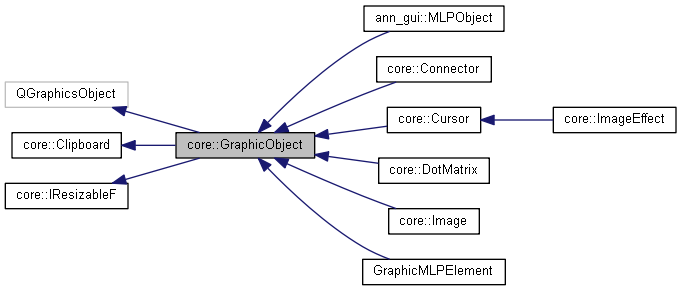 ann_gui::MLPObject
core::Connector
QGraphicsObject
core::Cursor
core::ImageEffect
core::Clipboard
core::GraphicObject
core::DotMatrix
core::IResizableF
core::Image
GraphicMLPElement